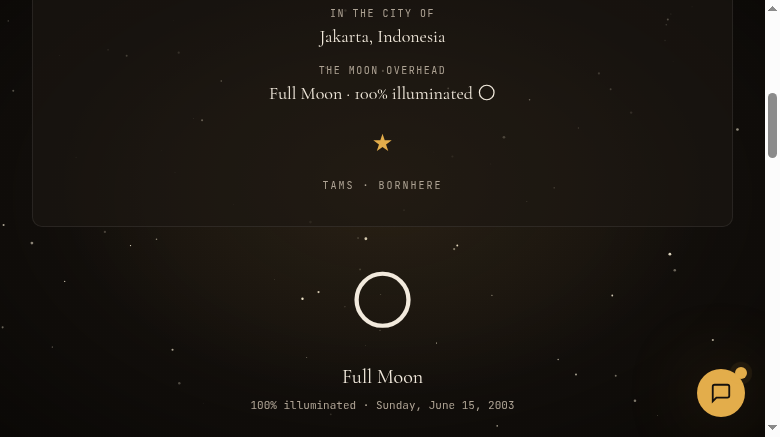 IN THE CITY OF
Jakarta, Indonesia
THE MOON OVERHEAD
Full Moon · 100% illuminated
TAMS · BORNHERE
Full Moon
100% illuminated · Sunday, June 15, 2003